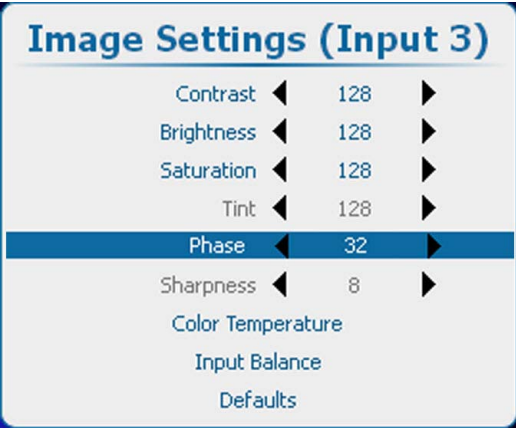 Image Settings (Input 3)
Contrast 128
Brightness 128
Saturation 128
Tint 128
Phase 32
Sharpness 8
Color Temperature
Input Balance
Defaults